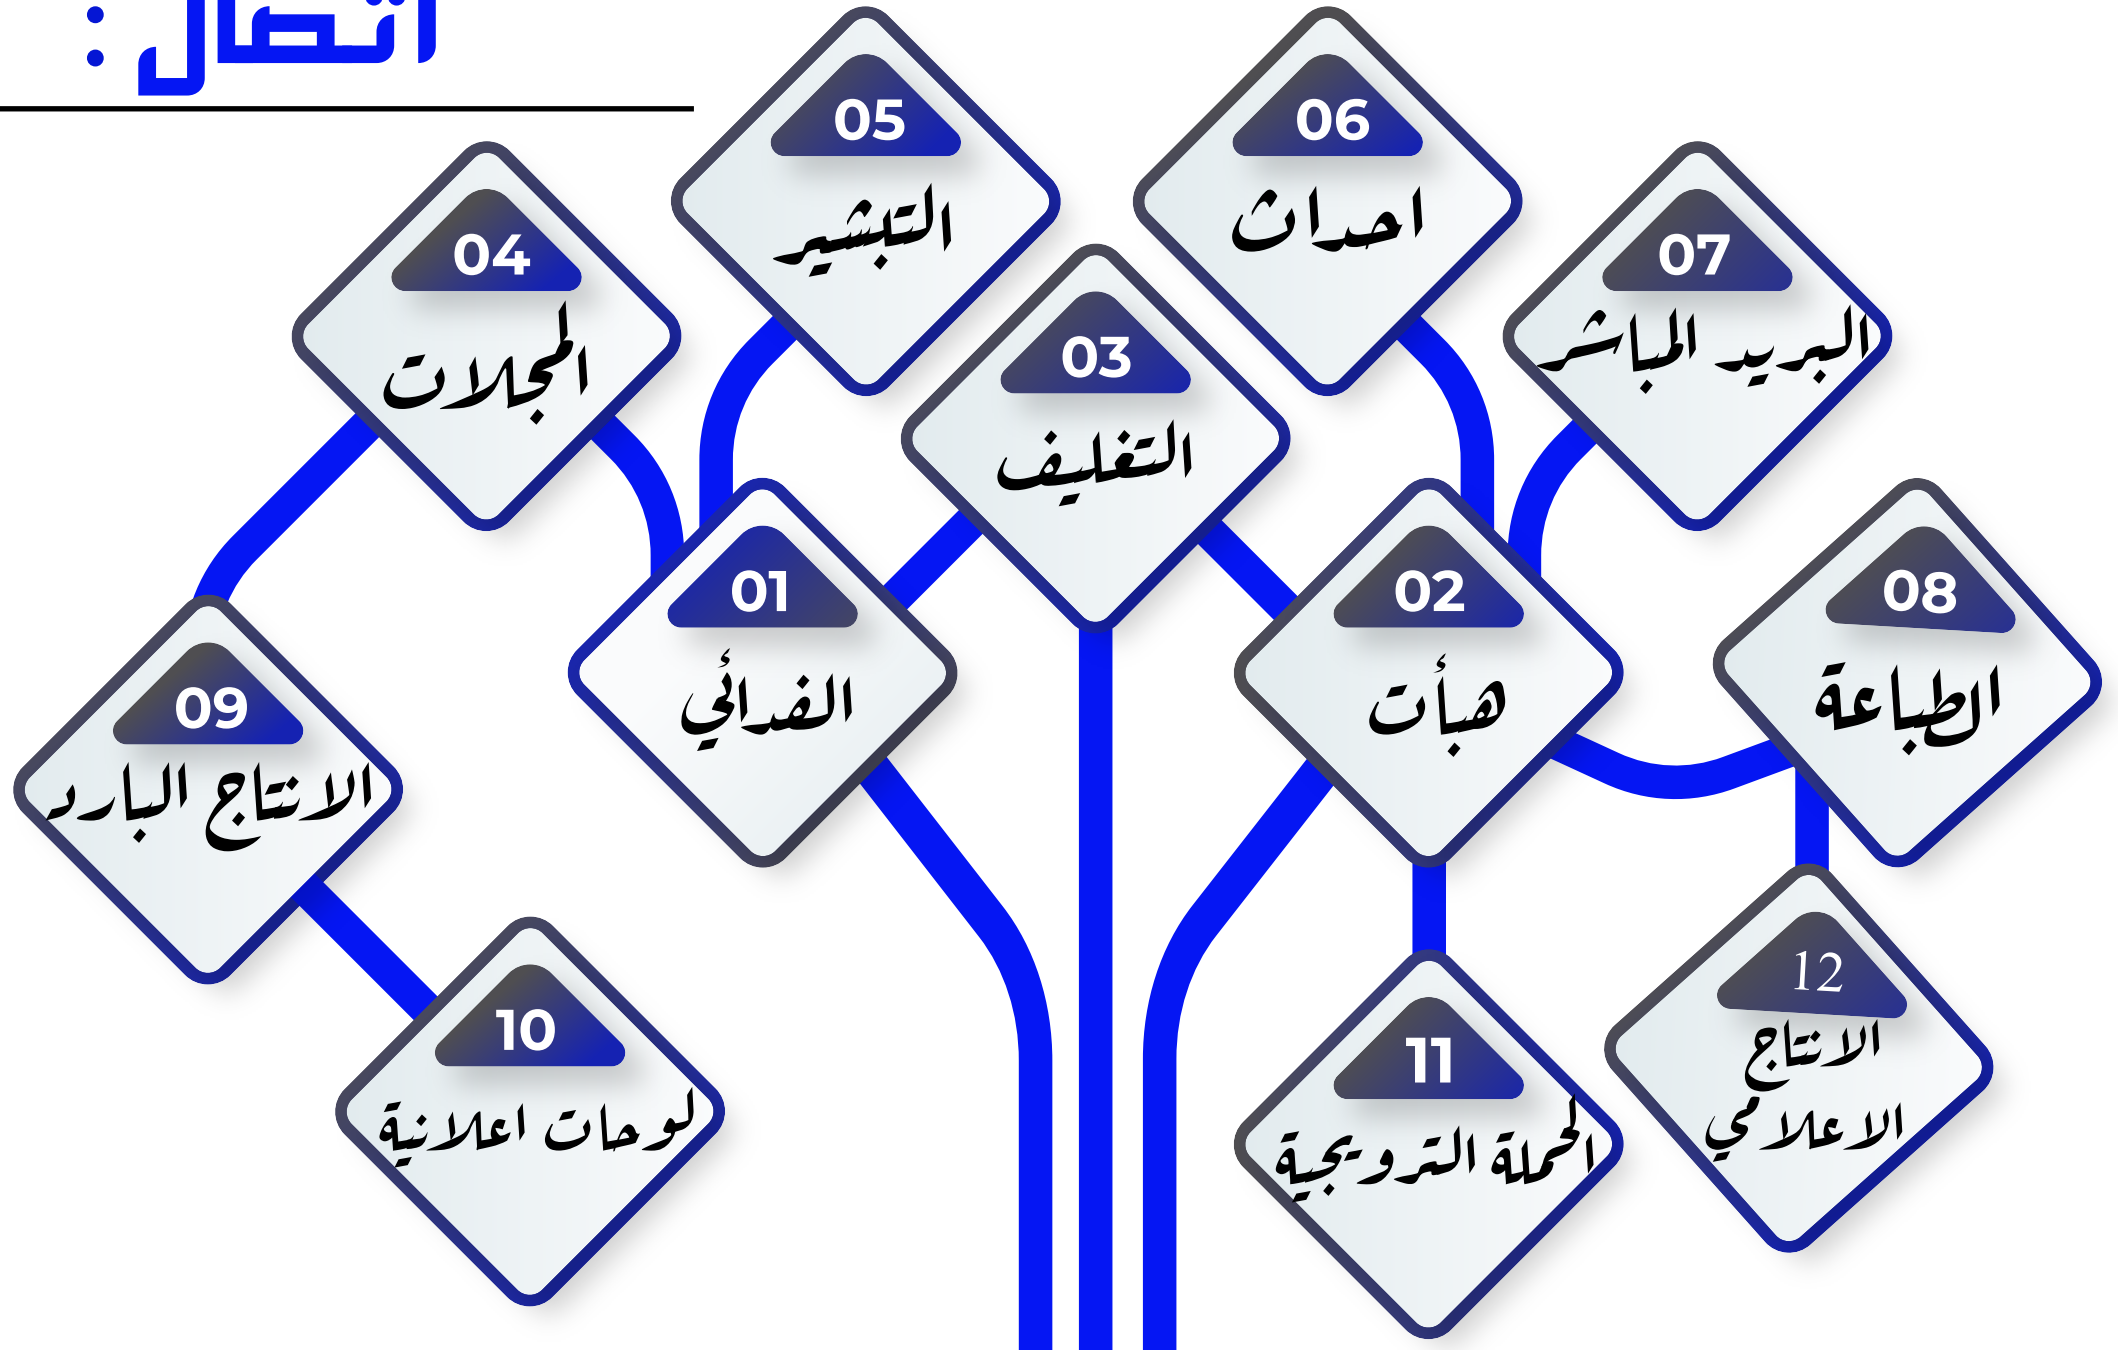 اتصال :
01
الفدائي
02
هبأت
03
التغليف
04
المجلات
05
التبشير
06
احداث
07
البريد المباشر
08
الطباعة
09
الانتاج البارد
10
لوحات اعلانية
11
الحملة الترويجية
12
الانتاج
الاعلامي